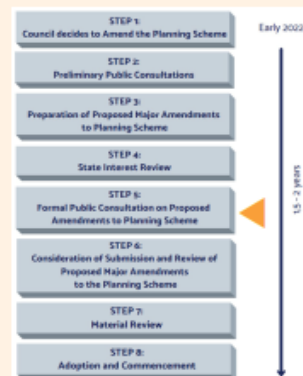 STEP 1:
Council decides to Amend the Planning Scheme
Early 2022
STEP 2:
Preliminary Public Consultations
STEP 3:
Preparation of Proposed Major Amendments
to Planning Scheme
STEP 4:
State Interest Review
STEP 5:
Formal Public Consultation on Proposed
Amendments to Planning Scheme
1.5 - 2 years
STEP 6:
Consideration of Submission and Review of
Proposed Major Amendments
to the Planning Scheme
STEP 7:
Material Review
STEP 8:
Adoption and Commencement